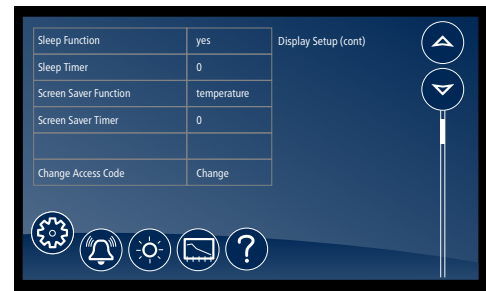 Sleep Function yes Display Setup (cont)
Sleep Timer 0
Screen Saver Function temperature
Screen Saver Timer 0
Change Access Code Change
?